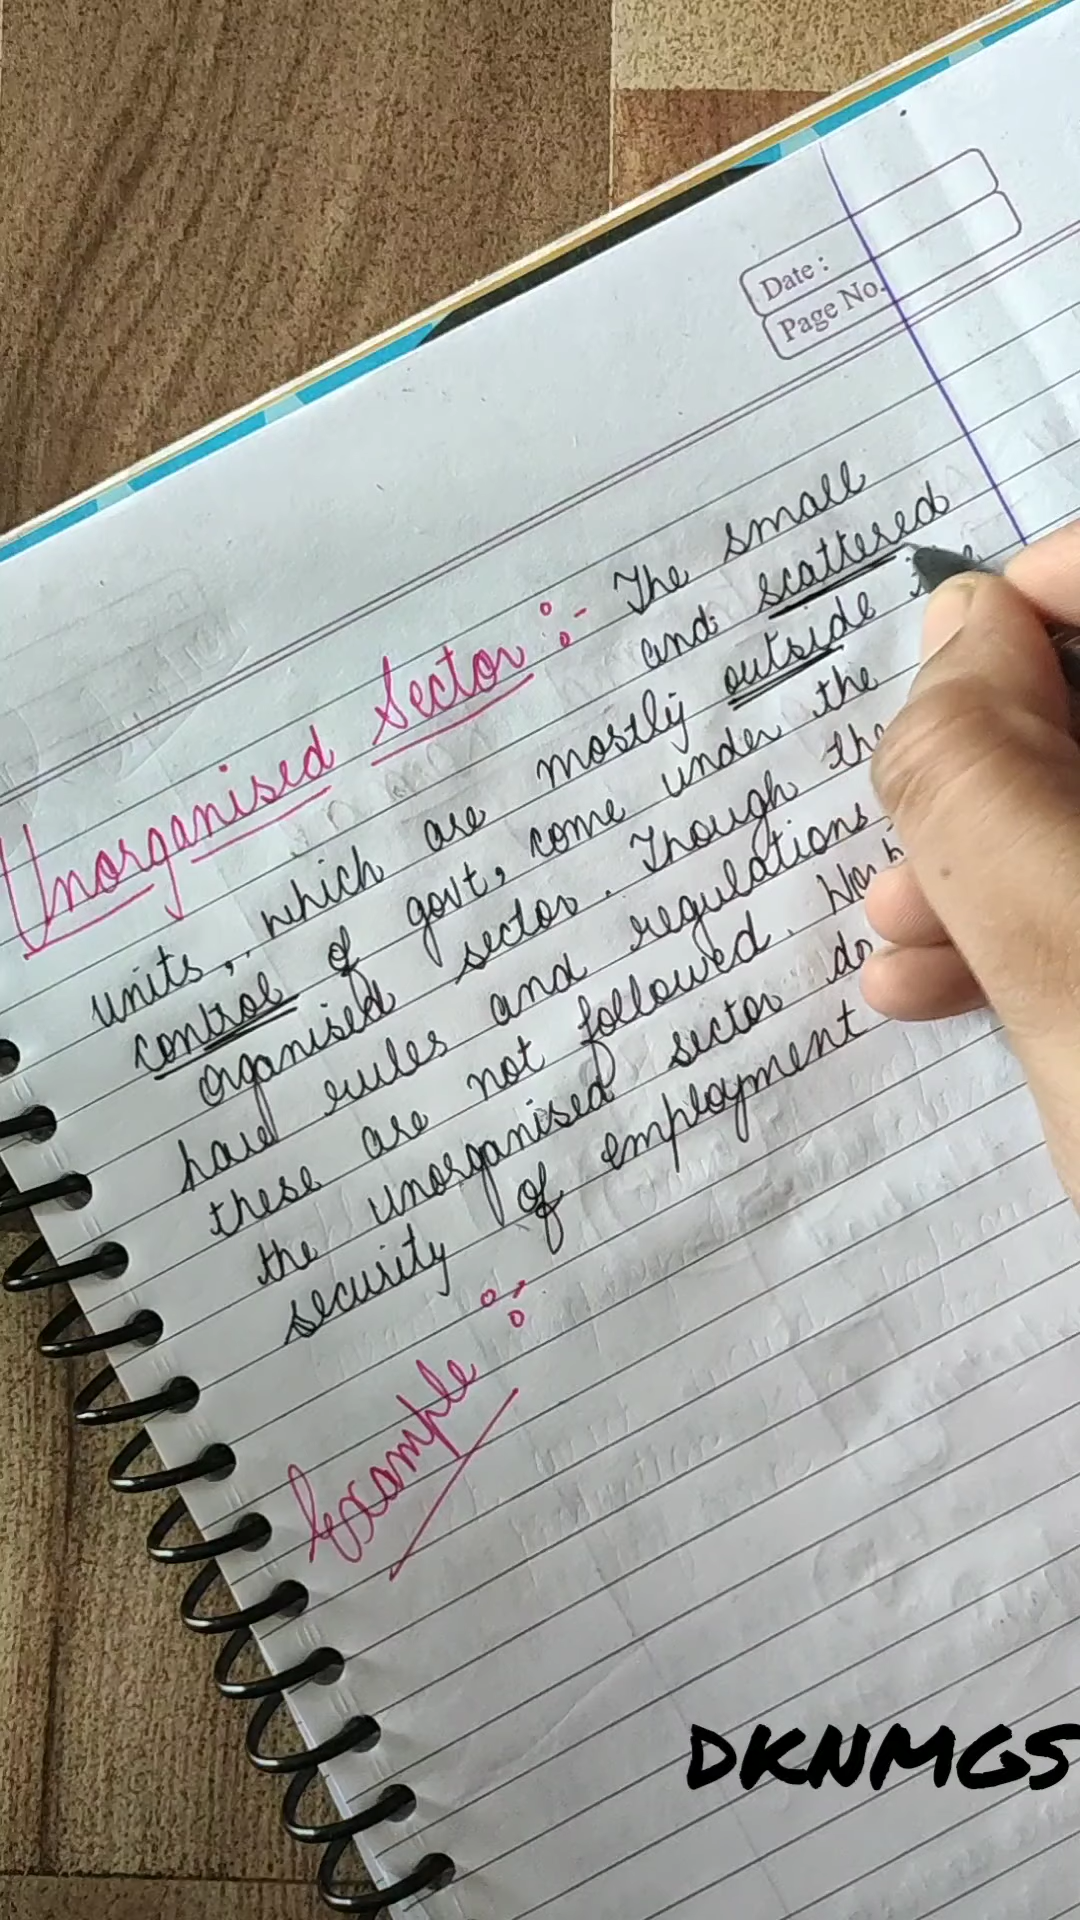 Date :
Page No.
Unorganised Sector :- The small
and scattered
units, which are mostly outside
control of govt, come under the
organised sector. Though the
have rules and regulations
these are not followed.
the unorganised sector do
security of employment
Example :
DKNMGS